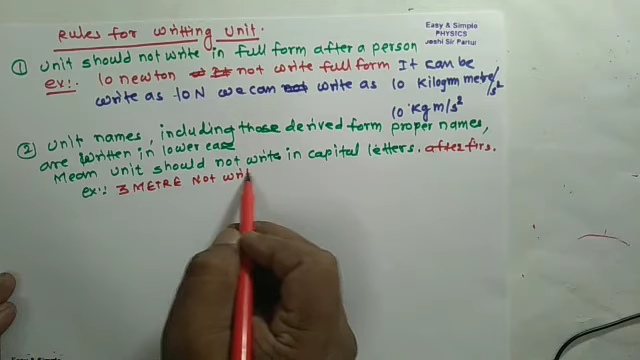 Rules for writting Unit.
Easy & Simple
PHYSICS
Joshi Sir Partur
① Unit should not write in full form after a person
ex:- 10 newton not write full form It can be
write as 10 N we can not write as 10 Kilogrm metre/s²
10 Kg m/s²
② Unit names, including those derived form proper names,
are written in lower case
Mean Unit should not write in capital letters. after firs.
ex:- 3 METRE Not wri